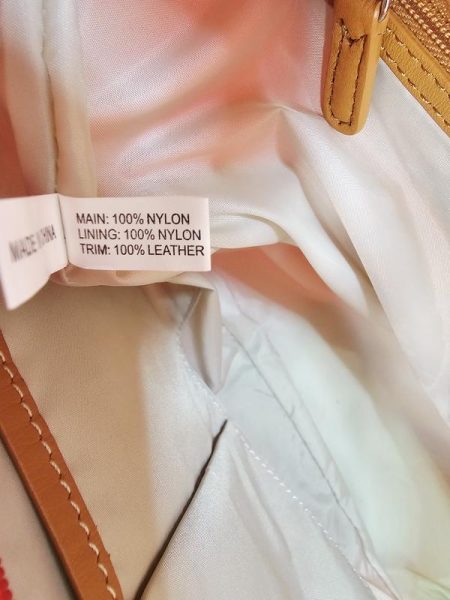 MADE IN CHINA
MAIN: 100% NYLON
LINING: 100% NYLON
TRIM: 100% LEATHER